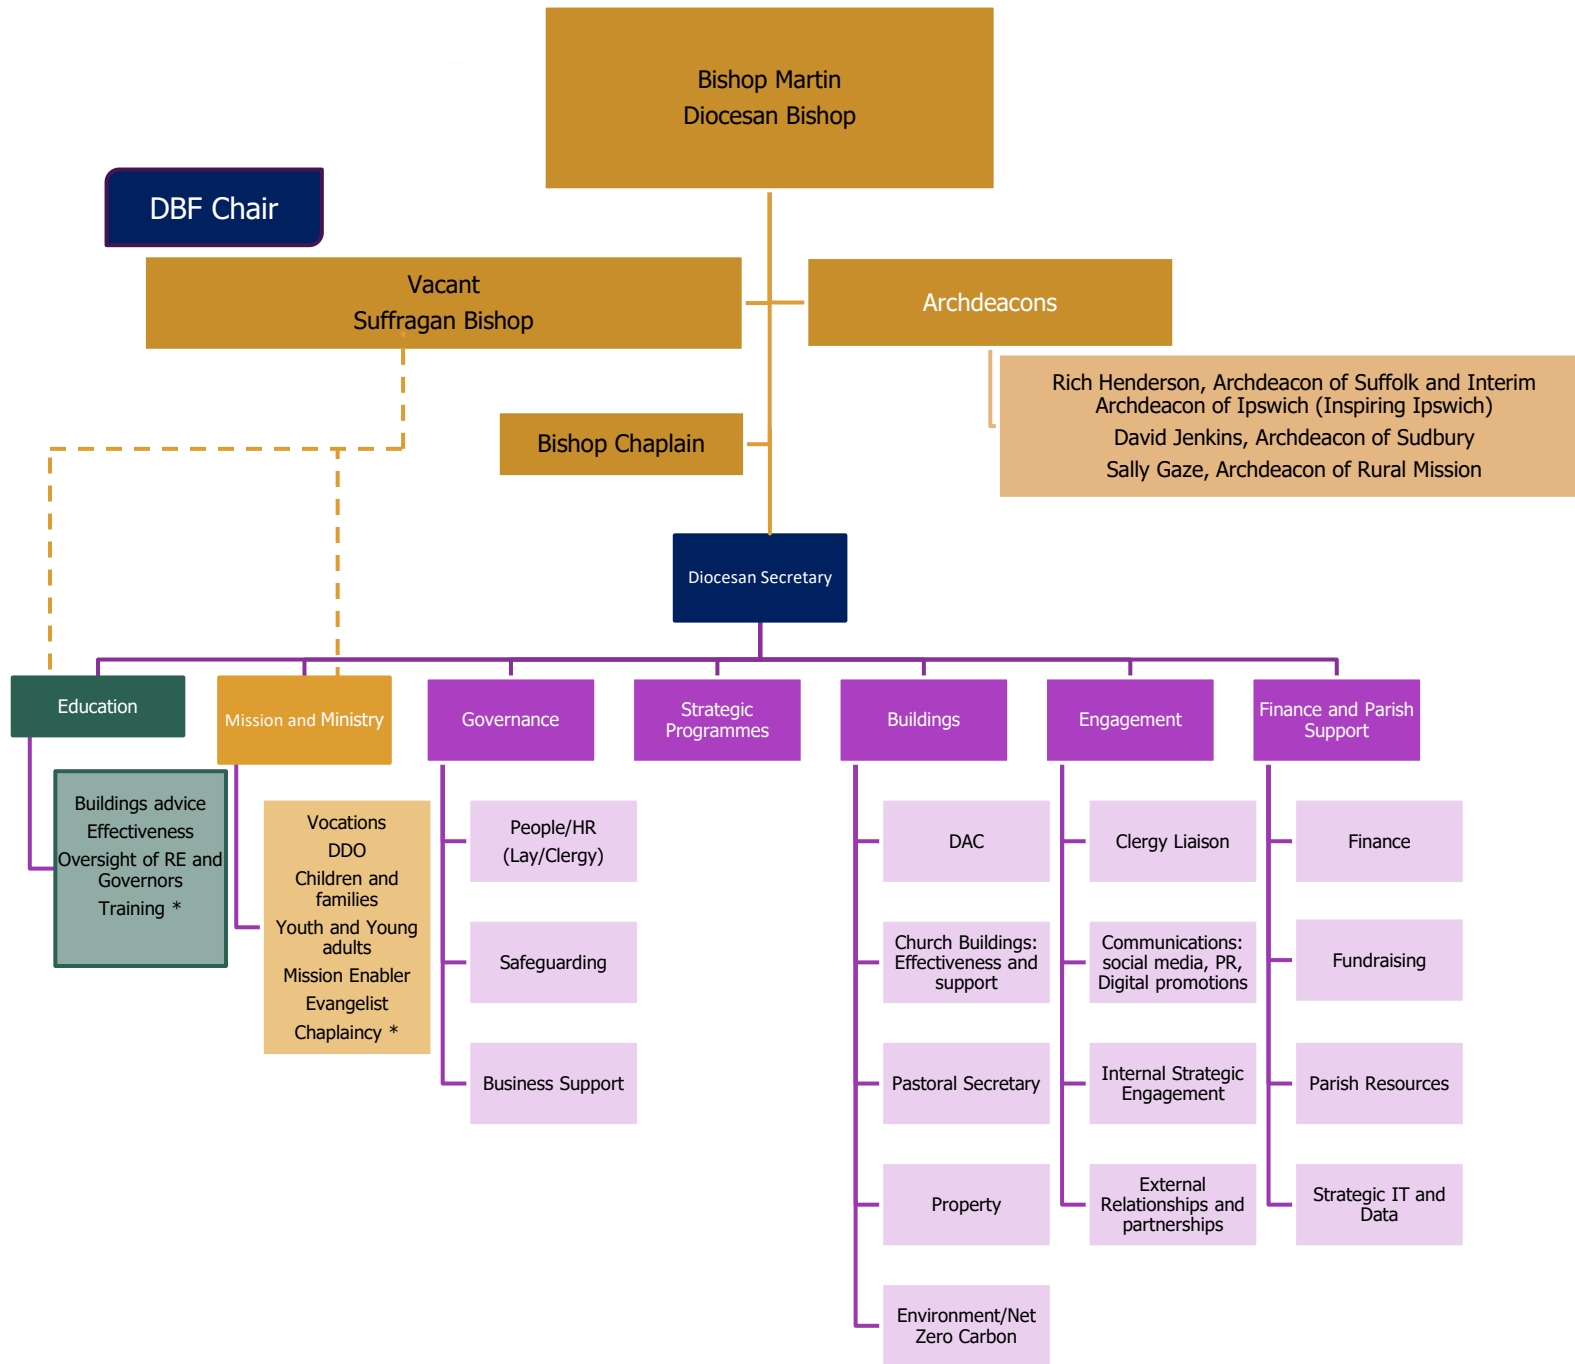 Bishop Martin
Diocesan Bishop
DBF Chair
Vacant
Suffragan Bishop
Archdeacons
Rich Henderson, Archdeacon of Suffolk and Interim
Archdeacon of Ipswich (Inspiring Ipswich)
David Jenkins, Archdeacon of Sudbury
Sally Gaze, Archdeacon of Rural Mission
Bishop Chaplain
Diocesan Secretary
Education
Mission and Ministry
Governance
Strategic
Programmes
Buildings
Engagement
Finance and Parish
Support
Buildings advice
Effectiveness
Oversight of RE and
Governors
Training *
Vocations
DDO
Children and
families
Youth and Young
adults
Mission Enabler
Evangelist
Chaplaincy *
People/HR
(Lay/Clergy)
Safeguarding
Business Support
DAC
Church Buildings:
Effectiveness and
support
Pastoral Secretary
Property
Environment/Net
Zero Carbon
Clergy Liaison
Communications:
social media, PR,
Digital promotions
Internal Strategic
Engagement
External
Relationships and
partnerships
Finance
Fundraising
Parish Resources
Strategic IT and
Data